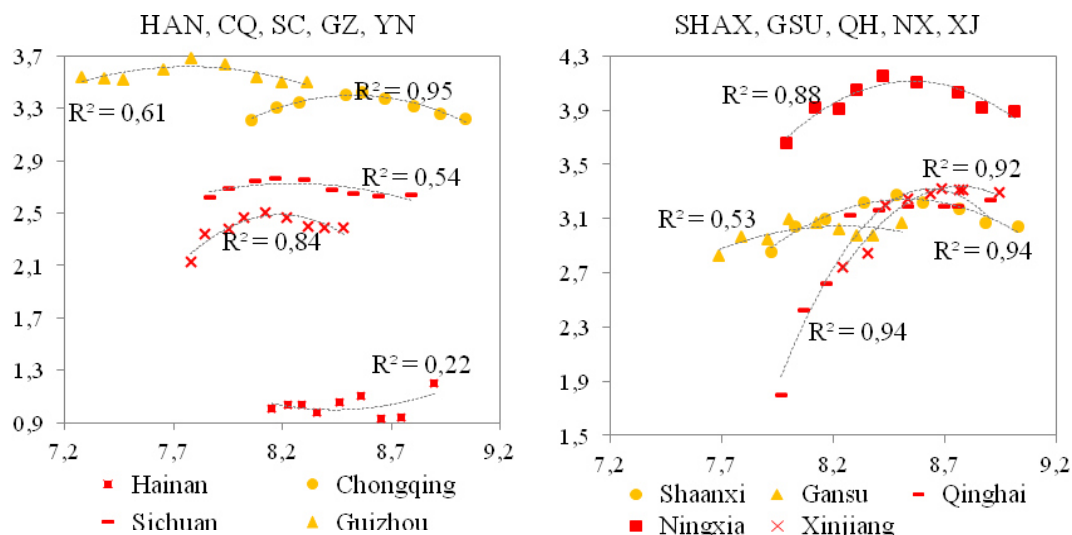 HAN, CQ, SC, GZ, YN
3,7
3,3
2,9
2,5
2,1
1,7
1,3
0,9
7,2
7,7
8,2
8,7
9,2
R² = 0,61
R² = 0,95
R² = 0,54
R² = 0,84
R² = 0,22
Hainan
Chongqing
Sichuan
Guizhou
SHAX, GSU, QH, NX, XJ
4,3
3,9
3,5
3,1
2,7
2,3
1,9
1,5
7,2
7,7
8,2
8,7
9,2
R² = 0,88
R² = 0,92
R² = 0,53
R² = 0,94
R² = 0,94
Shaanxi
Gansu
Qinghai
Ningxia
Xinjiang